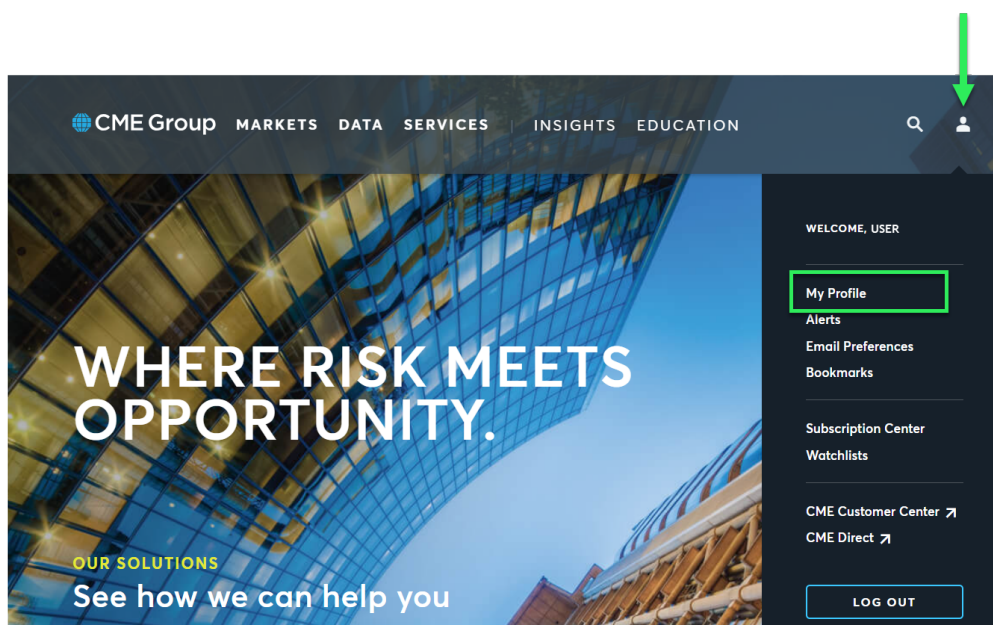 CME Group MARKETS DATA SERVICES INSIGHTS EDUCATION
WELCOME, USER
My Profile
Alerts
Email Preferences
Bookmarks
Subscription Center
Watchlists
CME Customer Center
CME Direct
LOG OUT
WHERE RISK MEETS
OPPORTUNITY.
OUR SOLUTIONS
See how we can help you